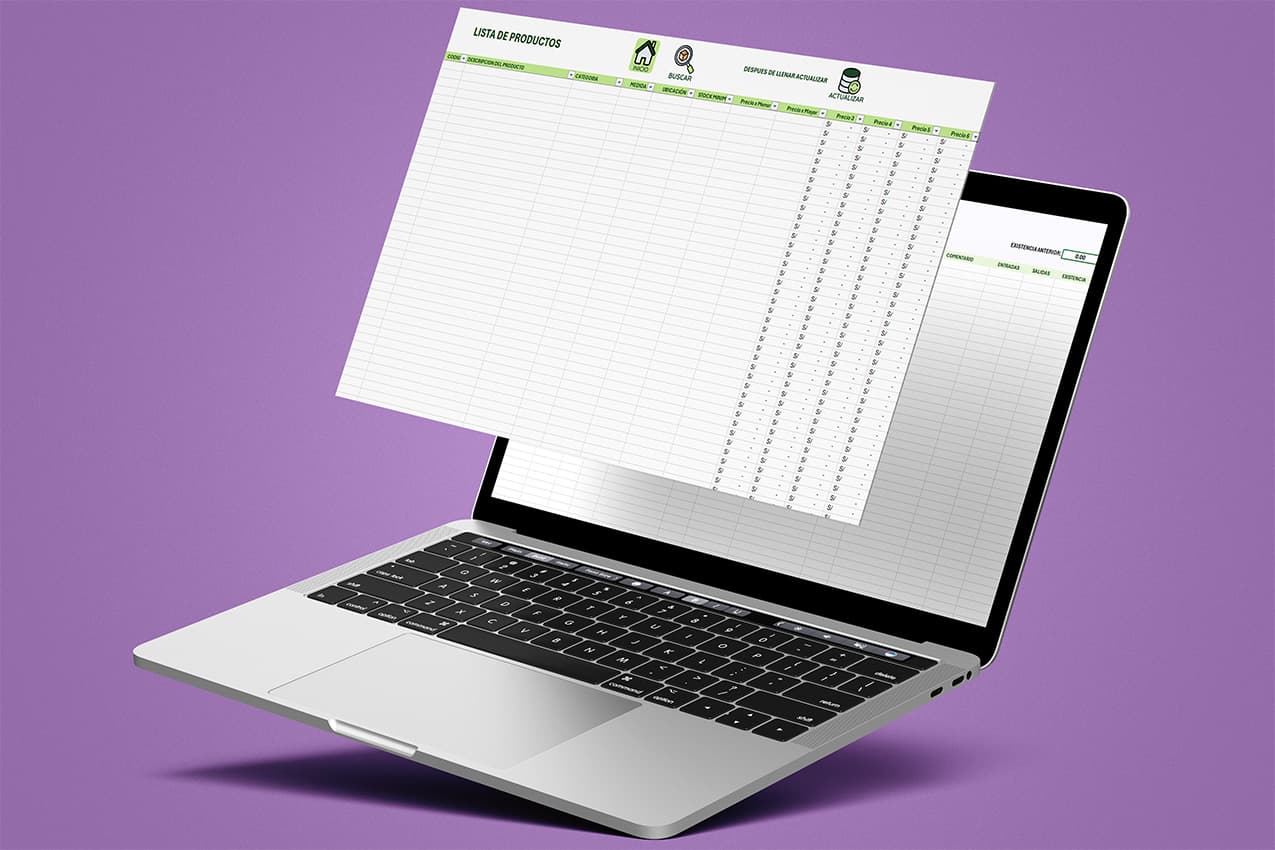 LISTA DE PRODUCTOS
INICIO
BUSCAR
DESPUES DE LLENAR ACTUALIZAR
ACTUALIZAR
CODIG DESCRIPCION DEL PRODUCTO CATEGORIA MEDIDA UBICACIÓN STOCK MINIM Precio x Menor Precio x Mayor Precio 3 Precio 4 Precio 5 Precio 6
S/ - S/ - S/ - S/ -
EXISTENCIA ANTERIOR: 0.00
COMENTARIO ENTRADAS SALIDAS EXISTENCIA
tab Q W E R T Y U I O P
caps lock A S D F G H J K L return
shift Z X C V B N M < > ? shift
fn control option command command option
delete